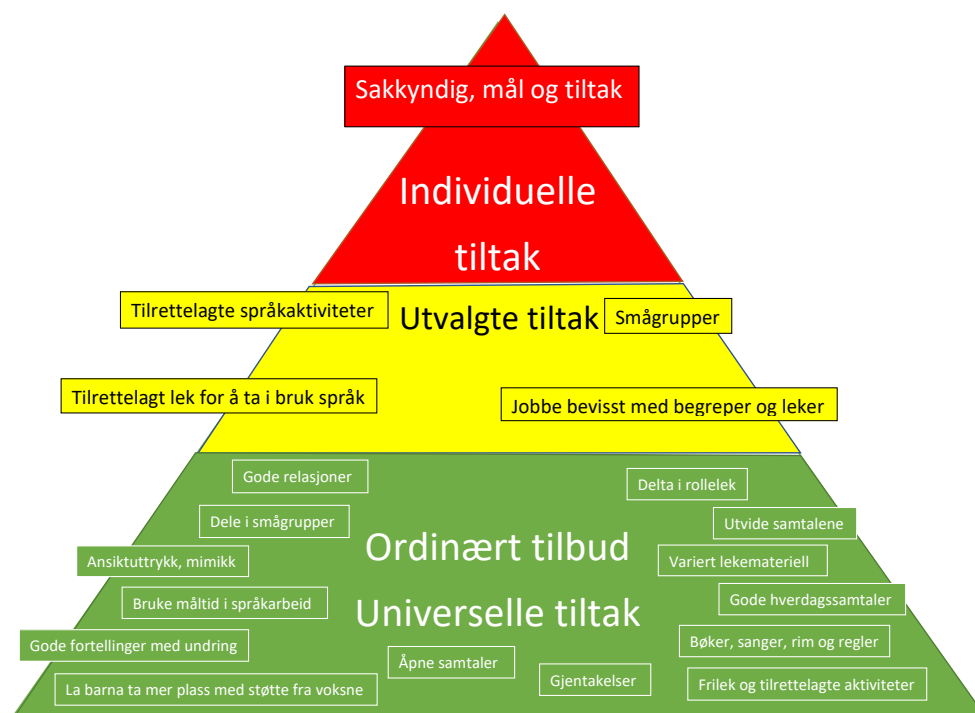 Sakkyndig, mål og tiltak
Individuelle
tiltak
Tilrettelagte språkaktiviteter
Utvalgte tiltak
Smågrupper
Tilrettelagt lek for å ta i bruk språk
Jobbe bevisst med begreper og leker
Gode relasjoner
Delta i rollelek
Dele i smågrupper
Utvide samtalene
Ordinært tilbud
Ansiktuttrykk, mimikk
Variert lekemateriell
Bruke måltid i språkarbeid
Universelle tiltak
Gode hverdagssamtaler
Gode fortellinger med undring
Bøker, sanger, rim og regler
Åpne samtaler
Gjentakelser
La barna ta mer plass med støtte fra voksne
Frilek og tilrettelagte aktiviteter